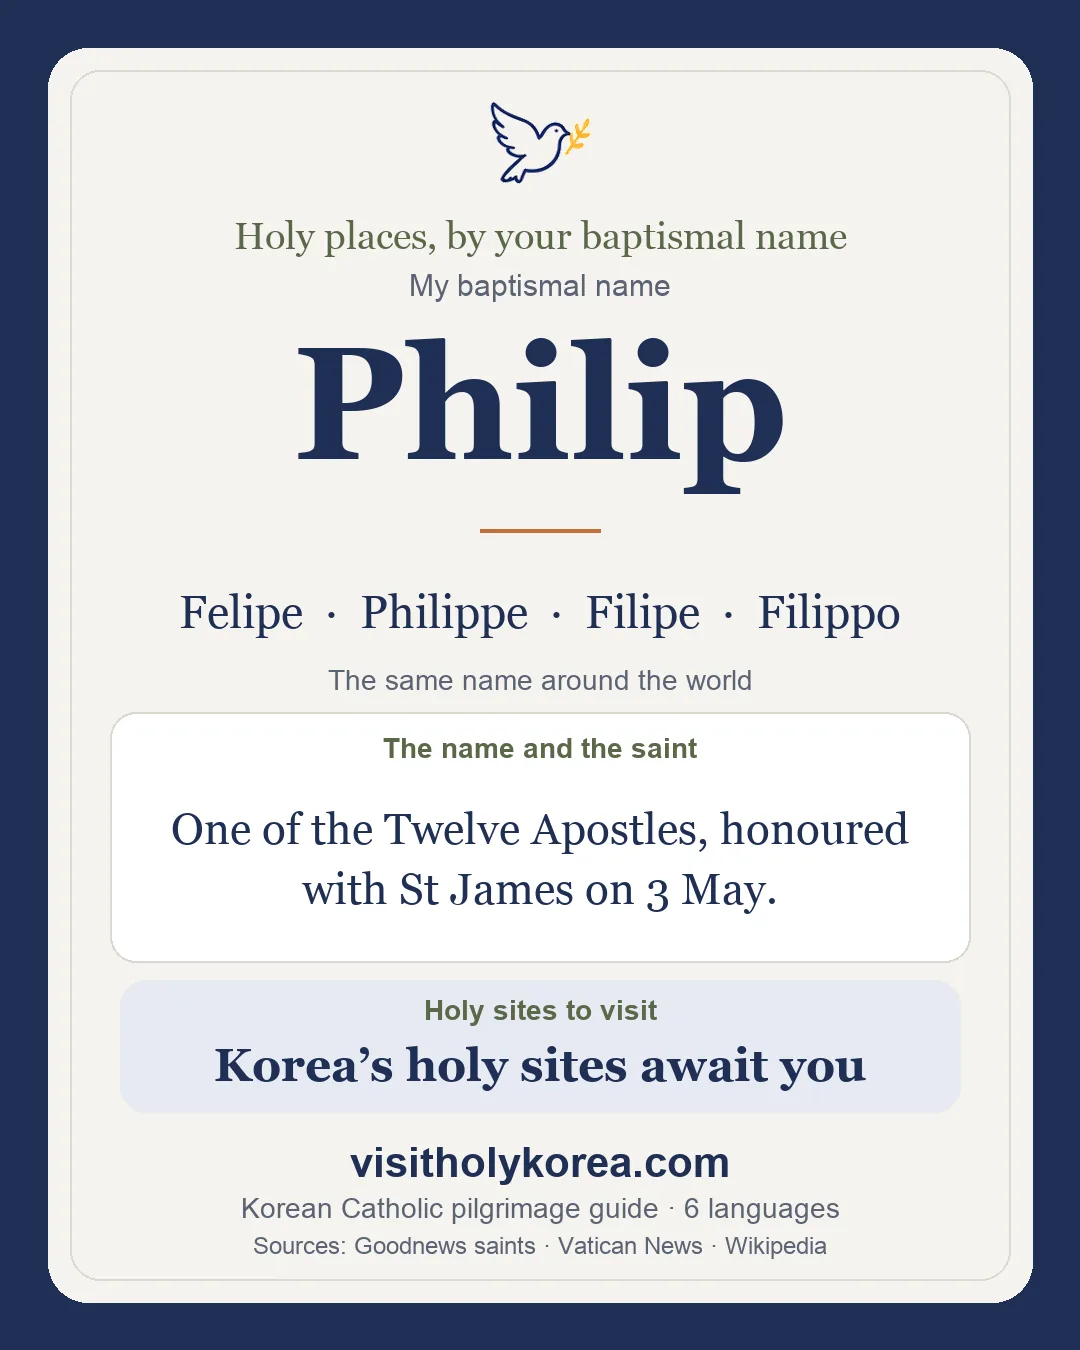 Holy places, by your baptismal name
My baptismal name
Philip
Felipe · Philippe · Filipe · Filippo
The same name around the world
The name and the saint
One of the Twelve Apostles, honoured
with St James on 3 May.
Holy sites to visit
Korea’s holy sites await you
visitholykorea.com
Korean Catholic pilgrimage guide · 6 languages
Sources: Goodnews saints · Vatican News · Wikipedia